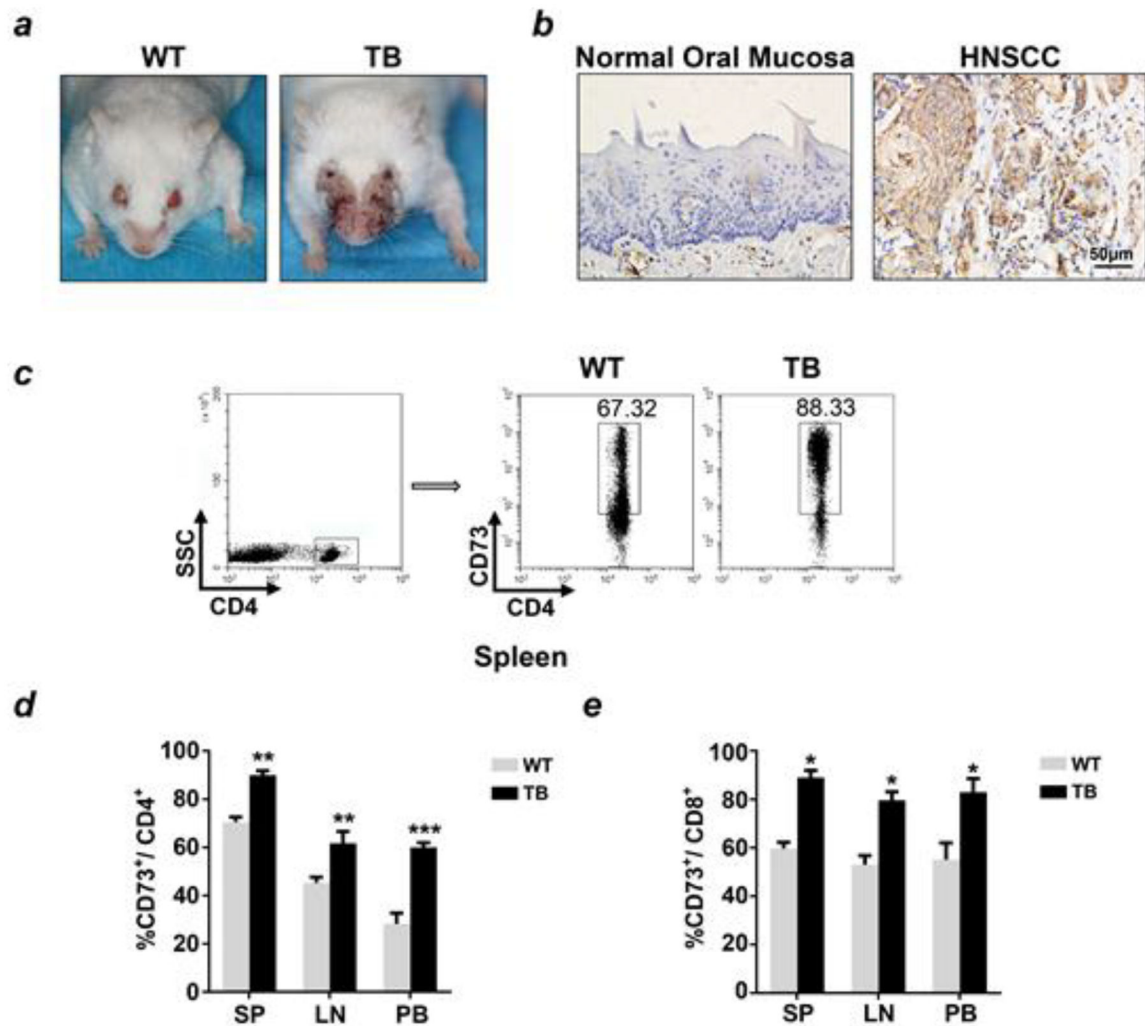 a
WT
TB
b
Normal Oral Mucosa
HNSCC
50μm
c
SSC
CD4
WT
TB
67.32
88.33
CD73
CD4
Spleen
d
%CD73+/ CD4+
100
80
60
40
20
0
**
**
***
SP
LN
PB
WT
TB
e
%CD73+/ CD8+
100
80
60
40
20
0
*
*
*
SP
LN
PB
WT
TB